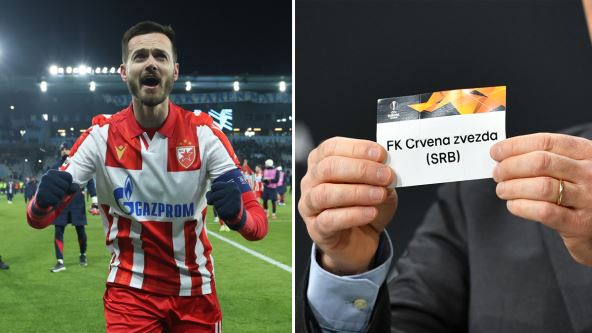 GAZPROM
FK Crvena zvezda
(SRB)